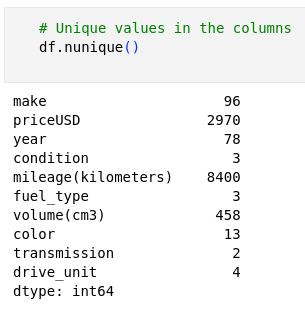 # Unique values in the columns
df.nunique()
make 96
priceUSD 2970
year 78
condition 3
mileage(kilometers) 8400
fuel_type 3
volume(cm3) 458
color 13
transmission 2
drive_unit 4
dtype: int64